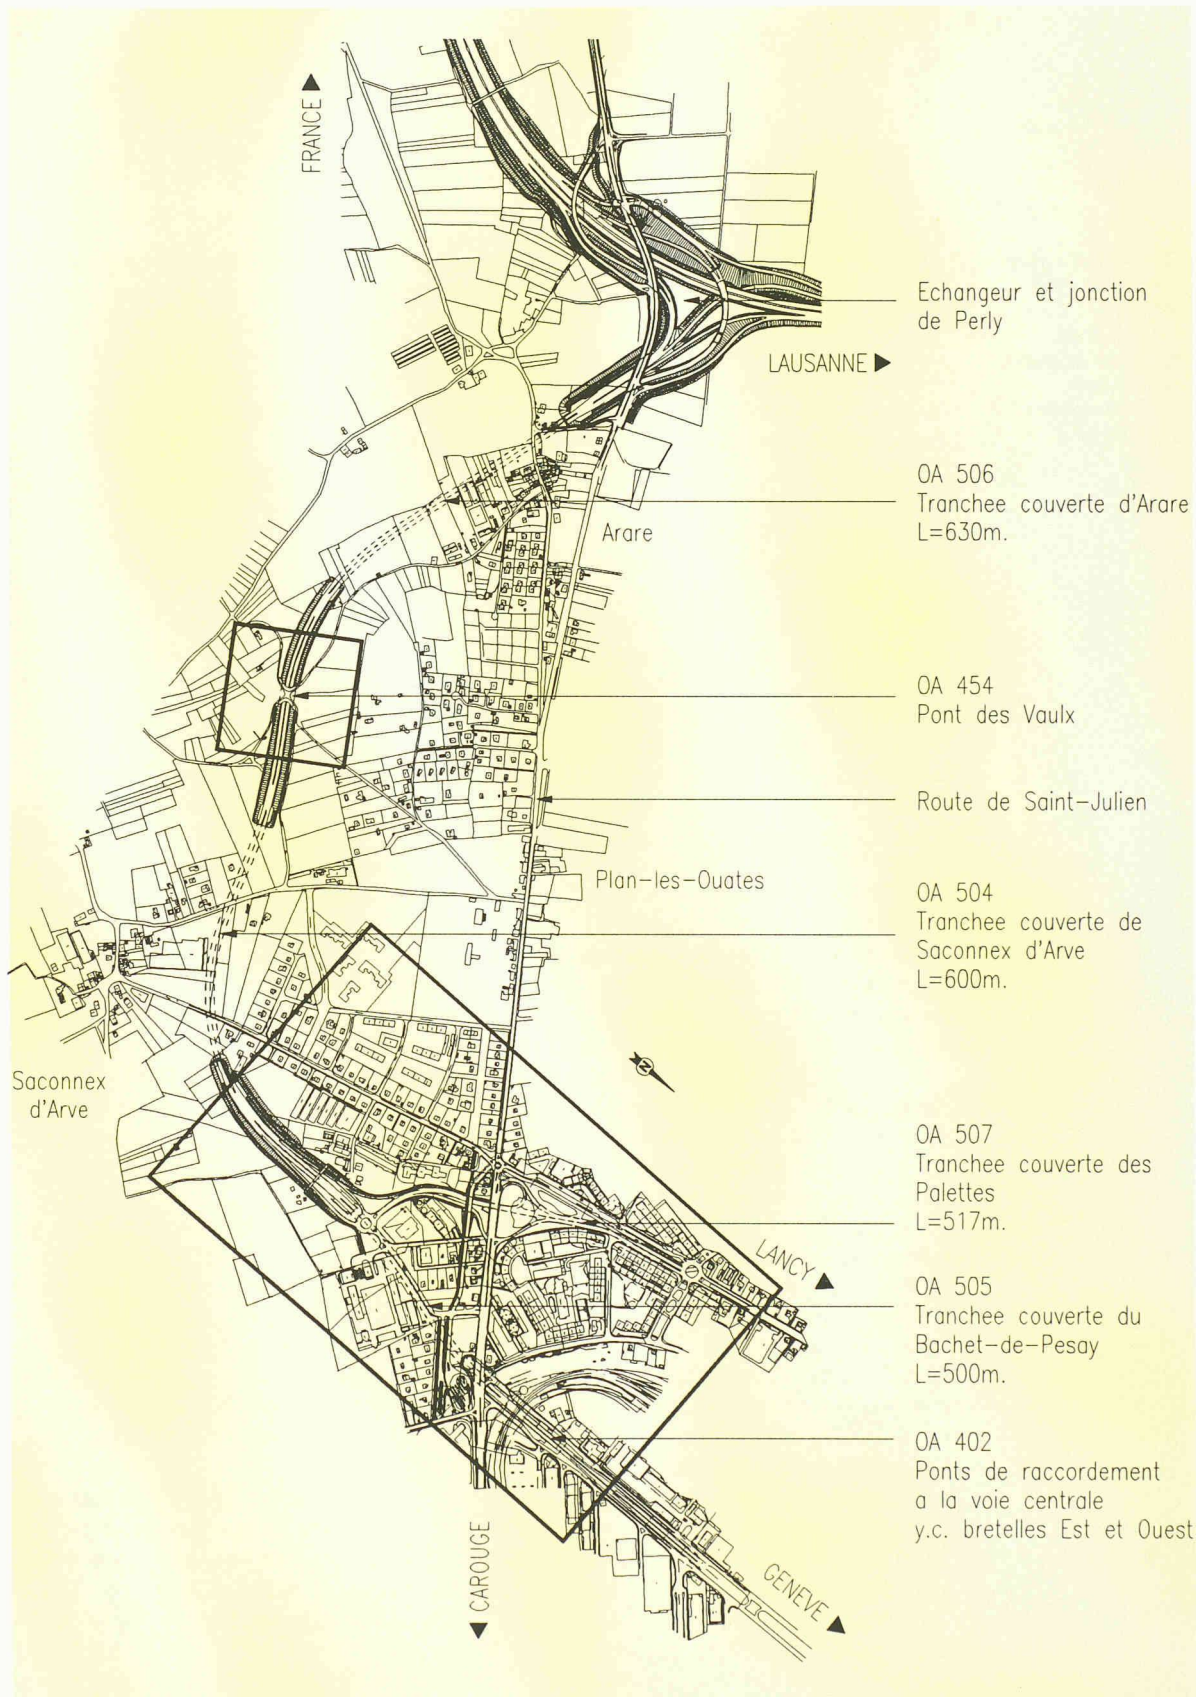 FRANCE
Echangeur et jonction
de Perly
LAUSANNE
OA 506
Tranchee couverte d'Arare
L=630m.
Arare
OA 454
Pont des Vaulx
Route de Saint-Julien
Plan-les-Ouates
OA 504
Tranchee couverte de
Saconnex d'Arve
L=600m.
N
Saconnex
d'Arve
OA 507
Tranchee couverte des
Palettes
L=517m.
LANCY
OA 505
Tranchee couverte du
Bachet-de-Pesay
L=500m.
OA 402
Ponts de raccordement
a la voie centrale
y.c. bretelles Est et Ouest
CAROUGE
GENEVE